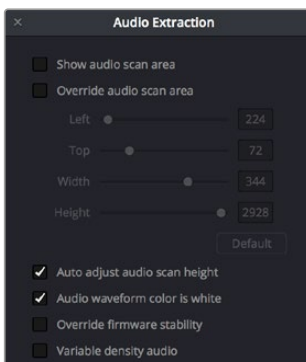 Audio Extraction
Show audio scan area
Override audio scan area
Left 224
Top 72
Width 344
Height 2928
Default
Auto adjust audio scan height
Audio waveform color is white
Override firmware stability
Variable density audio